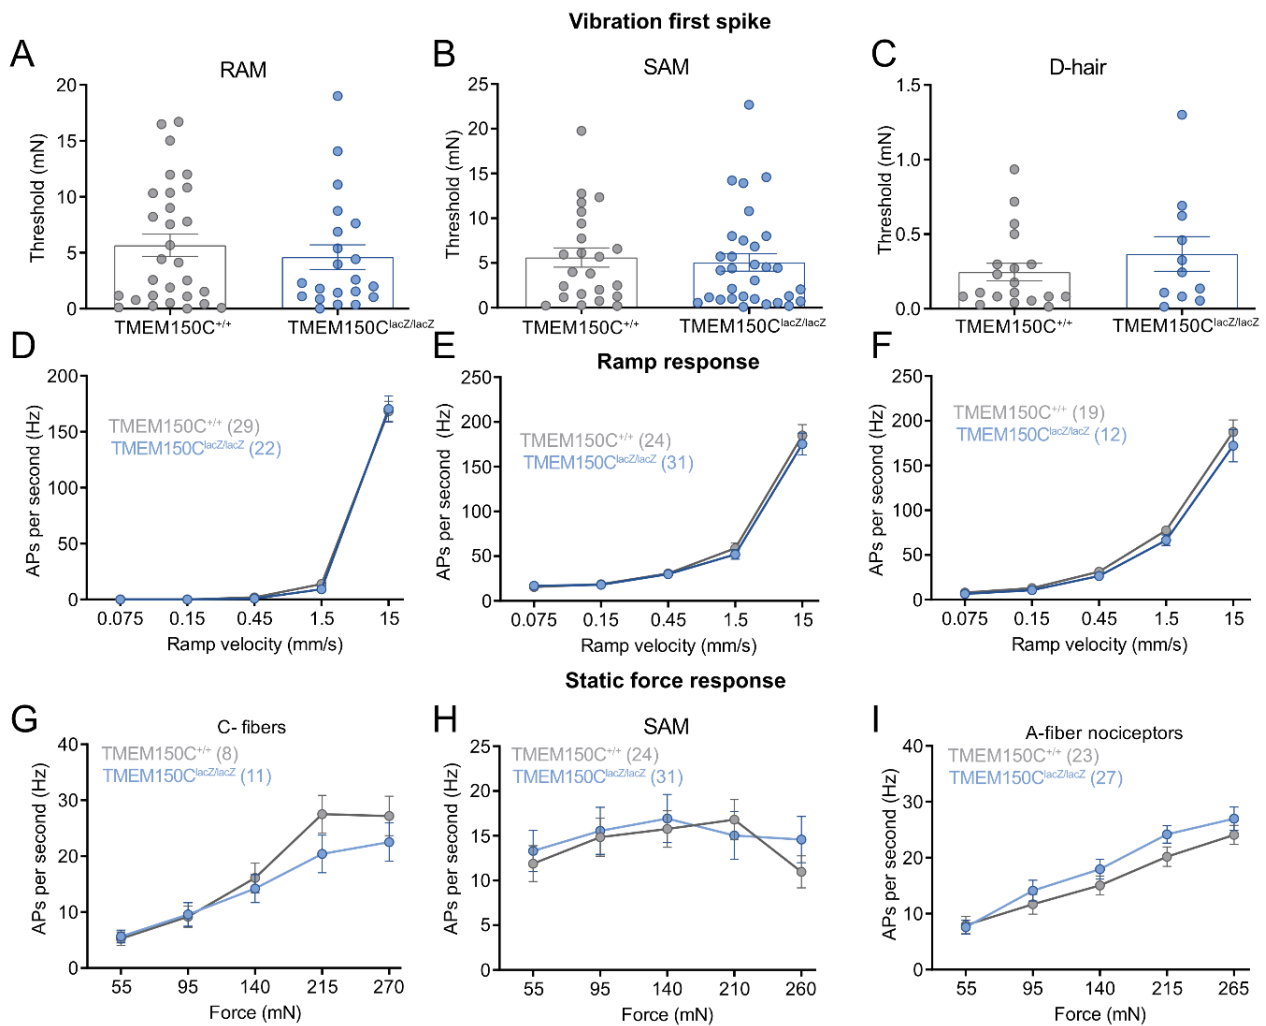 Vibration first spike
A
RAM
Threshold (mN)
20
15
10
5
0
TMEM150C+/+
TMEM150ClacZ/lacZ
B
SAM
Threshold (mN)
25
20
15
10
5
0
TMEM150C+/+
TMEM150ClacZ/lacZ
C
D-hair
Threshold (mN)
1.5
1.0
0.5
0.0
TMEM150C+/+
TMEM150ClacZ/lacZ
Ramp response
D
APs per second (Hz)
200
150
100
50
0
TMEM150C+/+ (29)
TMEM150ClacZ/lacZ (22)
0.075 0.15 0.45 1.5 15
Ramp velocity (mm/s)
E
APs per second (Hz)
250
200
150
100
50
0
TMEM150C+/+ (24)
TMEM150ClacZ/lacZ (31)
0.075 0.15 0.45 1.5 15
Ramp velocity (mm/s)
F
APs per second (Hz)
250
200
150
100
50
0
TMEM150C+/+ (19)
TMEM150ClacZ/lacZ (12)
0.075 0.15 0.45 1.5 15
Ramp velocity (mm/s)
Static force response
G
C- fibers
APs per second (Hz)
40
30
20
10
0
TMEM150C+/+ (8)
TMEM150ClacZ/lacZ (11)
55 95 140 215 270
Force (mN)
H
SAM
APs per second (Hz)
25
20
15
10
5
0
TMEM150C+/+ (24)
TMEM150ClacZ/lacZ (31)
55 95 140 210 260
Force (mN)
I
A-fiber nociceptors
APs per second (Hz)
40
30
20
10
0
TMEM150C+/+ (23)
TMEM150ClacZ/lacZ (27)
55 95 140 215 265
Force (mN)